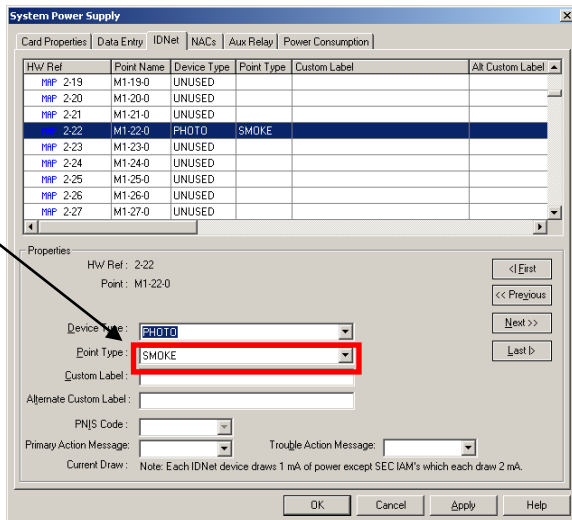 System Power Supply
Card Properties Data Entry IDNet NACs Aux Relay Power Consumption
HW Ref Point Name Device Type Point Type Custom Label Alt Custom Label
MAP 2-19 M1-19-0 UNUSED
MAP 2-20 M1-20-0 UNUSED
MAP 2-21 M1-21-0 UNUSED
MAP 2-22 M1-22-0 PHOTO SMOKE
MAP 2-23 M1-23-0 UNUSED
MAP 2-24 M1-24-0 UNUSED
MAP 2-25 M1-25-0 UNUSED
MAP 2-26 M1-26-0 UNUSED
MAP 2-27 M1-27-0 UNUSED
Properties
HW Ref : 2-22
<| First
Point : M1-22-0
<< Previous
Device Type : PHOTO
Next >>
Point Type : SMOKE
Last |>
Custom Label :
Alternate Custom Label :
PNIS Code :
Primary Action Message: Trouble Action Message:
Current Draw : Note: Each IDNet device draws 1 mA of power except SEC IAM's which each draw 2 mA.
OK Cancel Apply Help